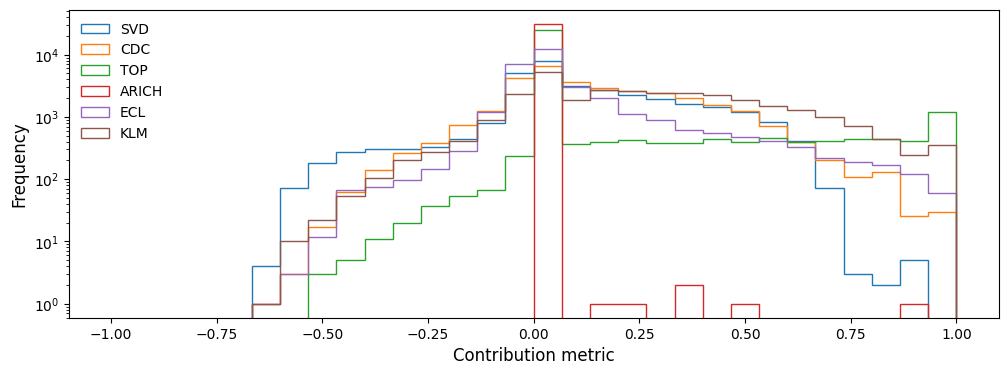 SVD
CDC
TOP
ARICH
ECL
KLM
Frequency
10⁴
10³
10²
10¹
10⁰
−1.00 −0.75 −0.50 −0.25 0.00 0.25 0.50 0.75 1.00
Contribution metric